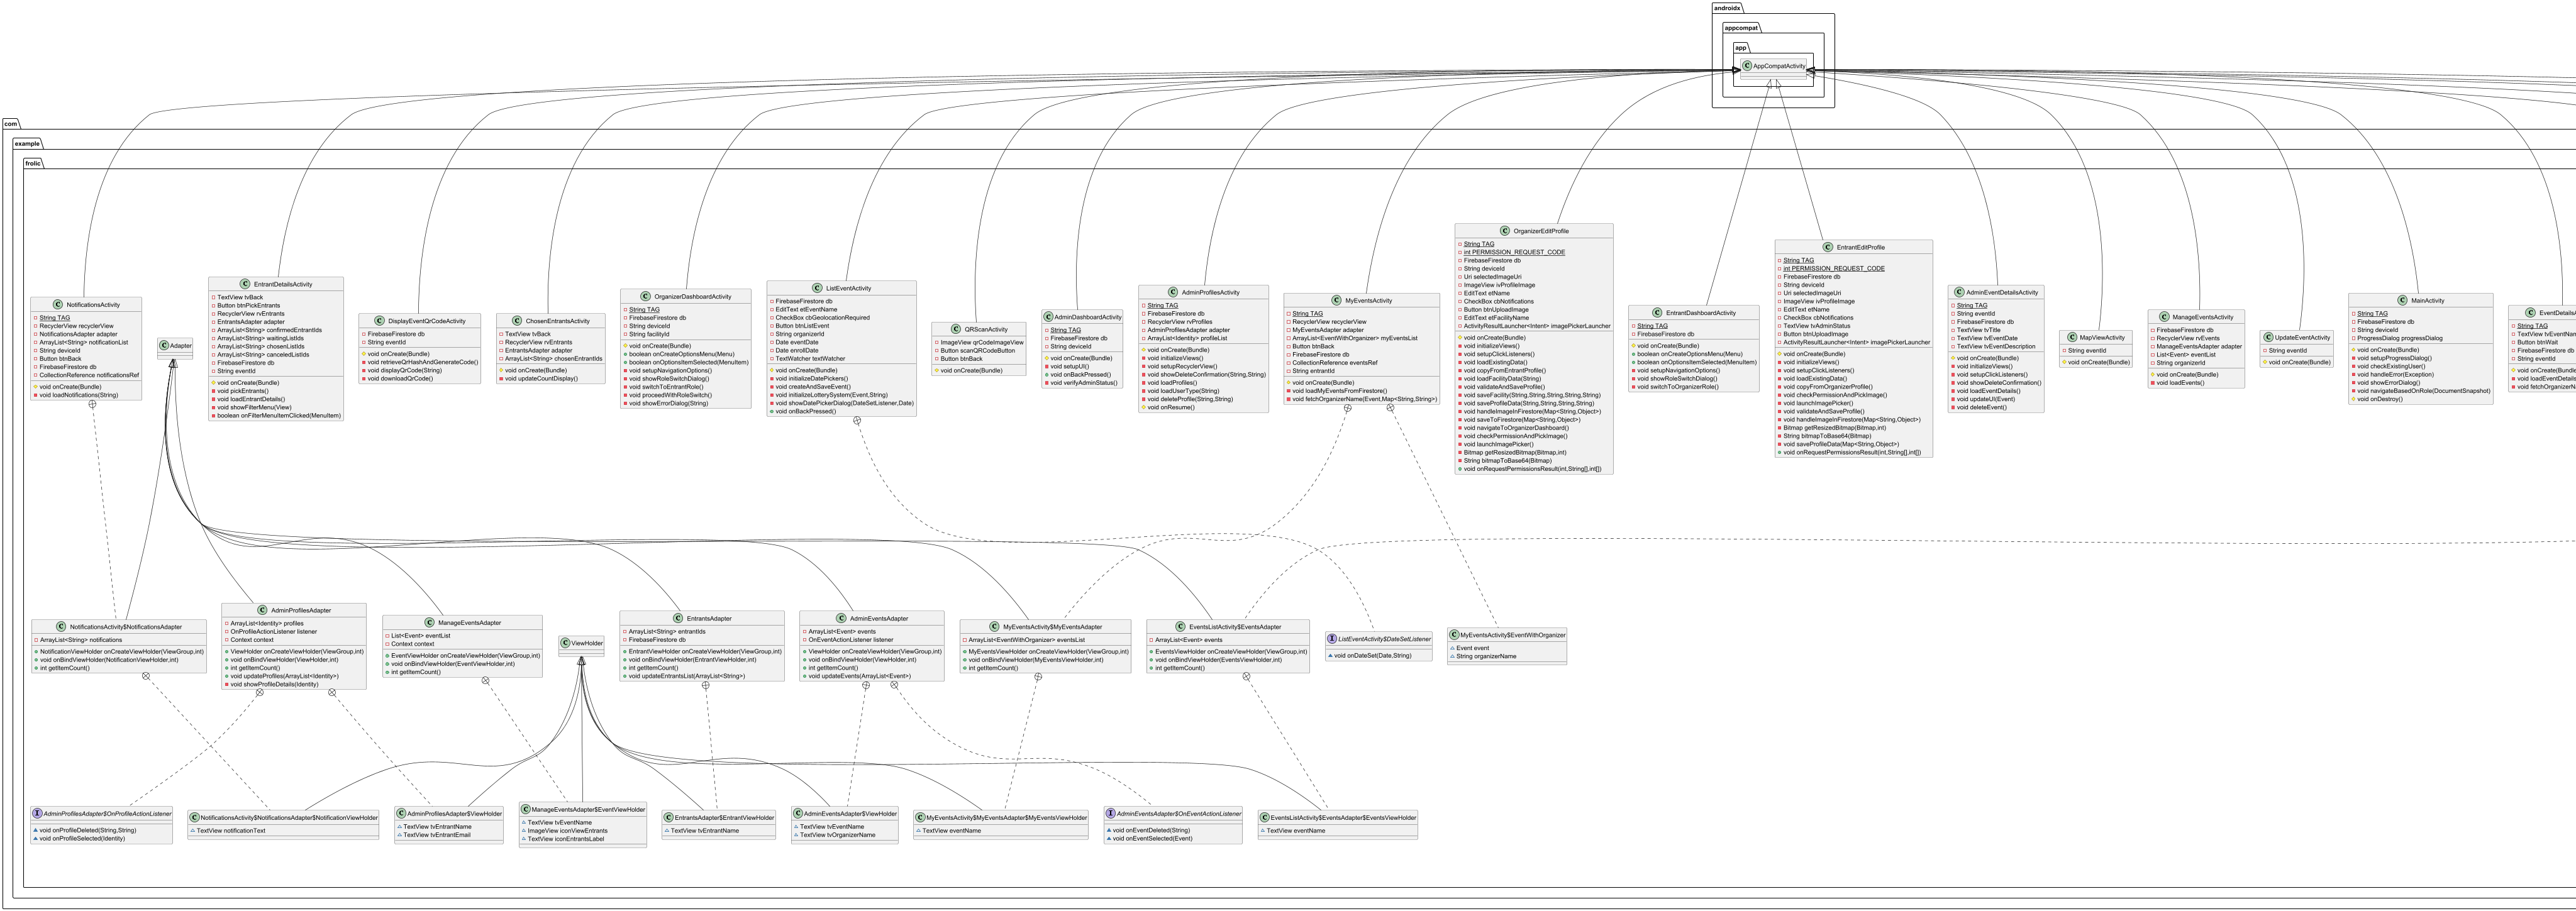 androidx
appcompat
app
AppCompatActivity
com
example
frolic
NotificationsActivity
String TAG
RecyclerView recyclerView
NotificationsAdapter adapter
ArrayList<String> notificationList
String deviceId
Button btnBack
FirebaseFirestore db
CollectionReference notificationsRef
void onCreate(Bundle)
void loadNotifications(String)
Adapter
EntrantDetailsActivity
TextView tvBack
Button btnPickEntrants
RecyclerView rvEntrants
EntrantsAdapter adapter
ArrayList<String> confirmedEntrantIds
ArrayList<String> waitingListIds
ArrayList<String> chosenListIds
ArrayList<String> canceledListIds
FirebaseFirestore db
String eventId
void onCreate(Bundle)
void pickEntrants()
void loadEntrantDetails()
void showFilterMenu(View)
boolean onFilterMenuItemClicked(MenuItem)
DisplayEventQrCodeActivity
FirebaseFirestore db
String eventId
void onCreate(Bundle)
void retrieveQrHashAndGenerateCode()
void displayQrCode(String)
void downloadQrCode()
ChosenEntrantsActivity
TextView tvBack
RecyclerView rvEntrants
EntrantsAdapter adapter
ArrayList<String> chosenEntrantIds
void onCreate(Bundle)
void updateCountDisplay()
OrganizerDashboardActivity
String TAG
FirebaseFirestore db
String deviceId
String facilityId
void onCreate(Bundle)
boolean onCreateOptionsMenu(Menu)
boolean onOptionsItemSelected(MenuItem)
void setupNavigationOptions()
void showRoleSwitchDialog()
void switchToEntrantRole()
void proceedWithRoleSwitch()
void showErrorDialog(String)
ListEventActivity
FirebaseFirestore db
EditText etEventName
CheckBox cbGeolocationRequired
String organizerId
Button btnListEvent
Date eventDate
Date enrollDate
TextWatcher textWatcher
void onCreate(Bundle)
void initializeDatePickers()
void createAndSaveEvent()
void initializeLotterySystem(Event,String)
void showDatePickerDialog(DateSetListener,Date)
void onBackPressed()
QRScanActivity
ImageView qrCodeImageView
Button scanQRCodeButton
Button btnBack
void onCreate(Bundle)
AdminDashboardActivity
String TAG
FirebaseFirestore db
String deviceId
void onCreate(Bundle)
void setupUI()
void onBackPressed()
void verifyAdminStatus()
AdminProfilesActivity
String TAG
FirebaseFirestore db
RecyclerView rvProfiles
AdminProfilesAdapter adapter
ArrayList<Identity> profileList
void onCreate(Bundle)
void initializeViews()
void setupRecyclerView()
void showDeleteConfirmation(String,String)
void loadProfiles()
void loadUserType(String)
void deleteProfile(String,String)
void onResume()
MyEventsActivity
String TAG
RecyclerView recyclerView
MyEventsAdapter adapter
ArrayList<EventWithOrganizer> myEventsList
Button btnBack
FirebaseFirestore db
CollectionReference eventsRef
String entrantId
void onCreate(Bundle)
void loadMyEventsFromFirestore()
void fetchOrganizerName(Event,Map<String,String>)
OrganizerEditProfile
String TAG
int PERMISSION_REQUEST_CODE
FirebaseFirestore db
String deviceId
Uri selectedImageUri
ImageView ivProfileImage
EditText etName
CheckBox cbNotifications
Button btnUploadImage
EditText etFacilityName
ActivityResultLauncher<Intent> imagePickerLauncher
void onCreate(Bundle)
void initializeViews()
void setupClickListeners()
void copyFromEntrantProfile()
void loadFacilityData(String)
void loadExistingData()
void validateAndSaveProfile()
void saveFacility(String,String,String,String,String)
void saveProfileData(String,String,String,String)
void handleImageInFirestore(Map<String,Object>)
void saveToFirestore(Map<String,Object>)
void navigateToOrganizerDashboard()
void checkPermissionAndPickImage()
void launchImagePicker()
Bitmap getResizedBitmap(Bitmap,int)
String bitmapToBase64(Bitmap)
void onRequestPermissionsResult(int,String[],int[])
EntrantDashboardActivity
String TAG
FirebaseFirestore db
void onCreate(Bundle)
boolean onCreateOptionsMenu(Menu)
boolean onOptionsItemSelected(MenuItem)
void setupNavigationOptions()
void showRoleSwitchDialog()
void switchToOrganizerRole()
EntrantEditProfile
String TAG
int PERMISSION_REQUEST_CODE
FirebaseFirestore db
String deviceId
Uri selectedImageUri
ImageView ivProfileImage
EditText etName
CheckBox cbNotifications
TextView tvAdminStatus
Button btnUploadImage
ActivityResultLauncher<Intent> imagePickerLauncher
void onCreate(Bundle)
void initializeViews()
void setupClickListeners()
void loadExistingData()
void copyFromOrganizerProfile()
void checkPermissionAndPickImage()
void launchImagePicker()
void validateAndSaveProfile()
void handleImageInFirestore(Map<String,Object>)
Bitmap getResizedBitmap(Bitmap,int)
String bitmapToBase64(Bitmap)
void saveProfileData(Map<String,Object>)
void onRequestPermissionsResult(int,String[],int[])
AdminEventDetailsActivity
String TAG
String eventId
FirebaseFirestore db
TextView tvTitle
TextView tvEventDate
TextView tvEventDescription
void onCreate(Bundle)
void initializeViews()
void setupClickListeners()
void loadEventDetails()
void showDeleteConfirmation()
void updateUI(Event)
void deleteEvent()
MapViewActivity
String eventId
void onCreate(Bundle)
ManageEventsActivity
FirebaseFirestore db
RecyclerView rvEvents
ManageEventsAdapter adapter
List<Event> eventList
String organizerId
void onCreate(Bundle)
void loadEvents()
UpdateEventActivity
String eventId
void onCreate(Bundle)
MainActivity
String TAG
FirebaseFirestore db
String deviceId
ProgressDialog progressDialog
void onCreate(Bundle)
void setupProgressDialog()
void checkExistingUser()
void handleError(Exception)
void showErrorDialog()
void navigateBasedOnRole(DocumentSnapshot)
void onDestroy()
EventDetails
String TAG
TextView tvEventNam
Button btnWait
FirebaseFirestore db
String eventId
void onCreate(Bundle)
void loadEventDetails
void fetchOrganizerN
NotificationsActivity$NotificationsAdapter
ArrayList<String> notifications
NotificationViewHolder onCreateViewHolder(ViewGroup,int)
void onBindViewHolder(NotificationViewHolder,int)
int getItemCount()
AdminProfilesAdapter
ArrayList<Identity> profiles
OnProfileActionListener listener
Context context
ViewHolder onCreateViewHolder(ViewGroup,int)
void onBindViewHolder(ViewHolder,int)
int getItemCount()
void updateProfiles(ArrayList<Identity>)
void showProfileDetails(Identity)
ManageEventsAdapter
List<Event> eventList
Context context
EventViewHolder onCreateViewHolder(ViewGroup,int)
void onBindViewHolder(EventViewHolder,int)
int getItemCount()
ViewHolder
EntrantsAdapter
ArrayList<String> entrantIds
FirebaseFirestore db
EntrantViewHolder onCreateViewHolder(ViewGroup,int)
void onBindViewHolder(EntrantViewHolder,int)
int getItemCount()
void updateEntrantsList(ArrayList<String>)
AdminEventsAdapter
ArrayList<Event> events
OnEventActionListener listener
ViewHolder onCreateViewHolder(ViewGroup,int)
void onBindViewHolder(ViewHolder,int)
int getItemCount()
void updateEvents(ArrayList<Event>)
MyEventsActivity$MyEventsAdapter
ArrayList<EventWithOrganizer> eventsList
MyEventsViewHolder onCreateViewHolder(ViewGroup,int)
void onBindViewHolder(MyEventsViewHolder,int)
int getItemCount()
EventsListActivity$EventsAdapter
ArrayList<Event> events
EventsViewHolder onCreateViewHolder(ViewGroup,int)
void onBindViewHolder(EventsViewHolder,int)
int getItemCount()
ListEventActivity$DateSetListener
void onDateSet(Date,String)
MyEventsActivity$EventWithOrganizer
Event event
String organizerName
AdminProfilesAdapter$OnProfileActionListener
void onProfileDeleted(String,String)
void onProfileSelected(Identity)
NotificationsActivity$NotificationsAdapter$NotificationViewHolder
TextView notificationText
AdminProfilesAdapter$ViewHolder
TextView tvEntrantName
TextView tvEntrantEmail
ManageEventsAdapter$EventViewHolder
TextView tvEventName
ImageView iconViewEntrants
TextView iconEntrantsLabel
EntrantsAdapter$EntrantViewHolder
TextView tvEntrantName
AdminEventsAdapter$ViewHolder
TextView tvEventName
TextView tvOrganizerName
MyEventsActivity$MyEventsAdapter$MyEventsViewHolder
TextView eventName
AdminEventsAdapter$OnEventActionListener
void onEventDeleted(String)
void onEventSelected(Event)
EventsListActivity$EventsAdapter$EventsViewHolder
TextView eventName